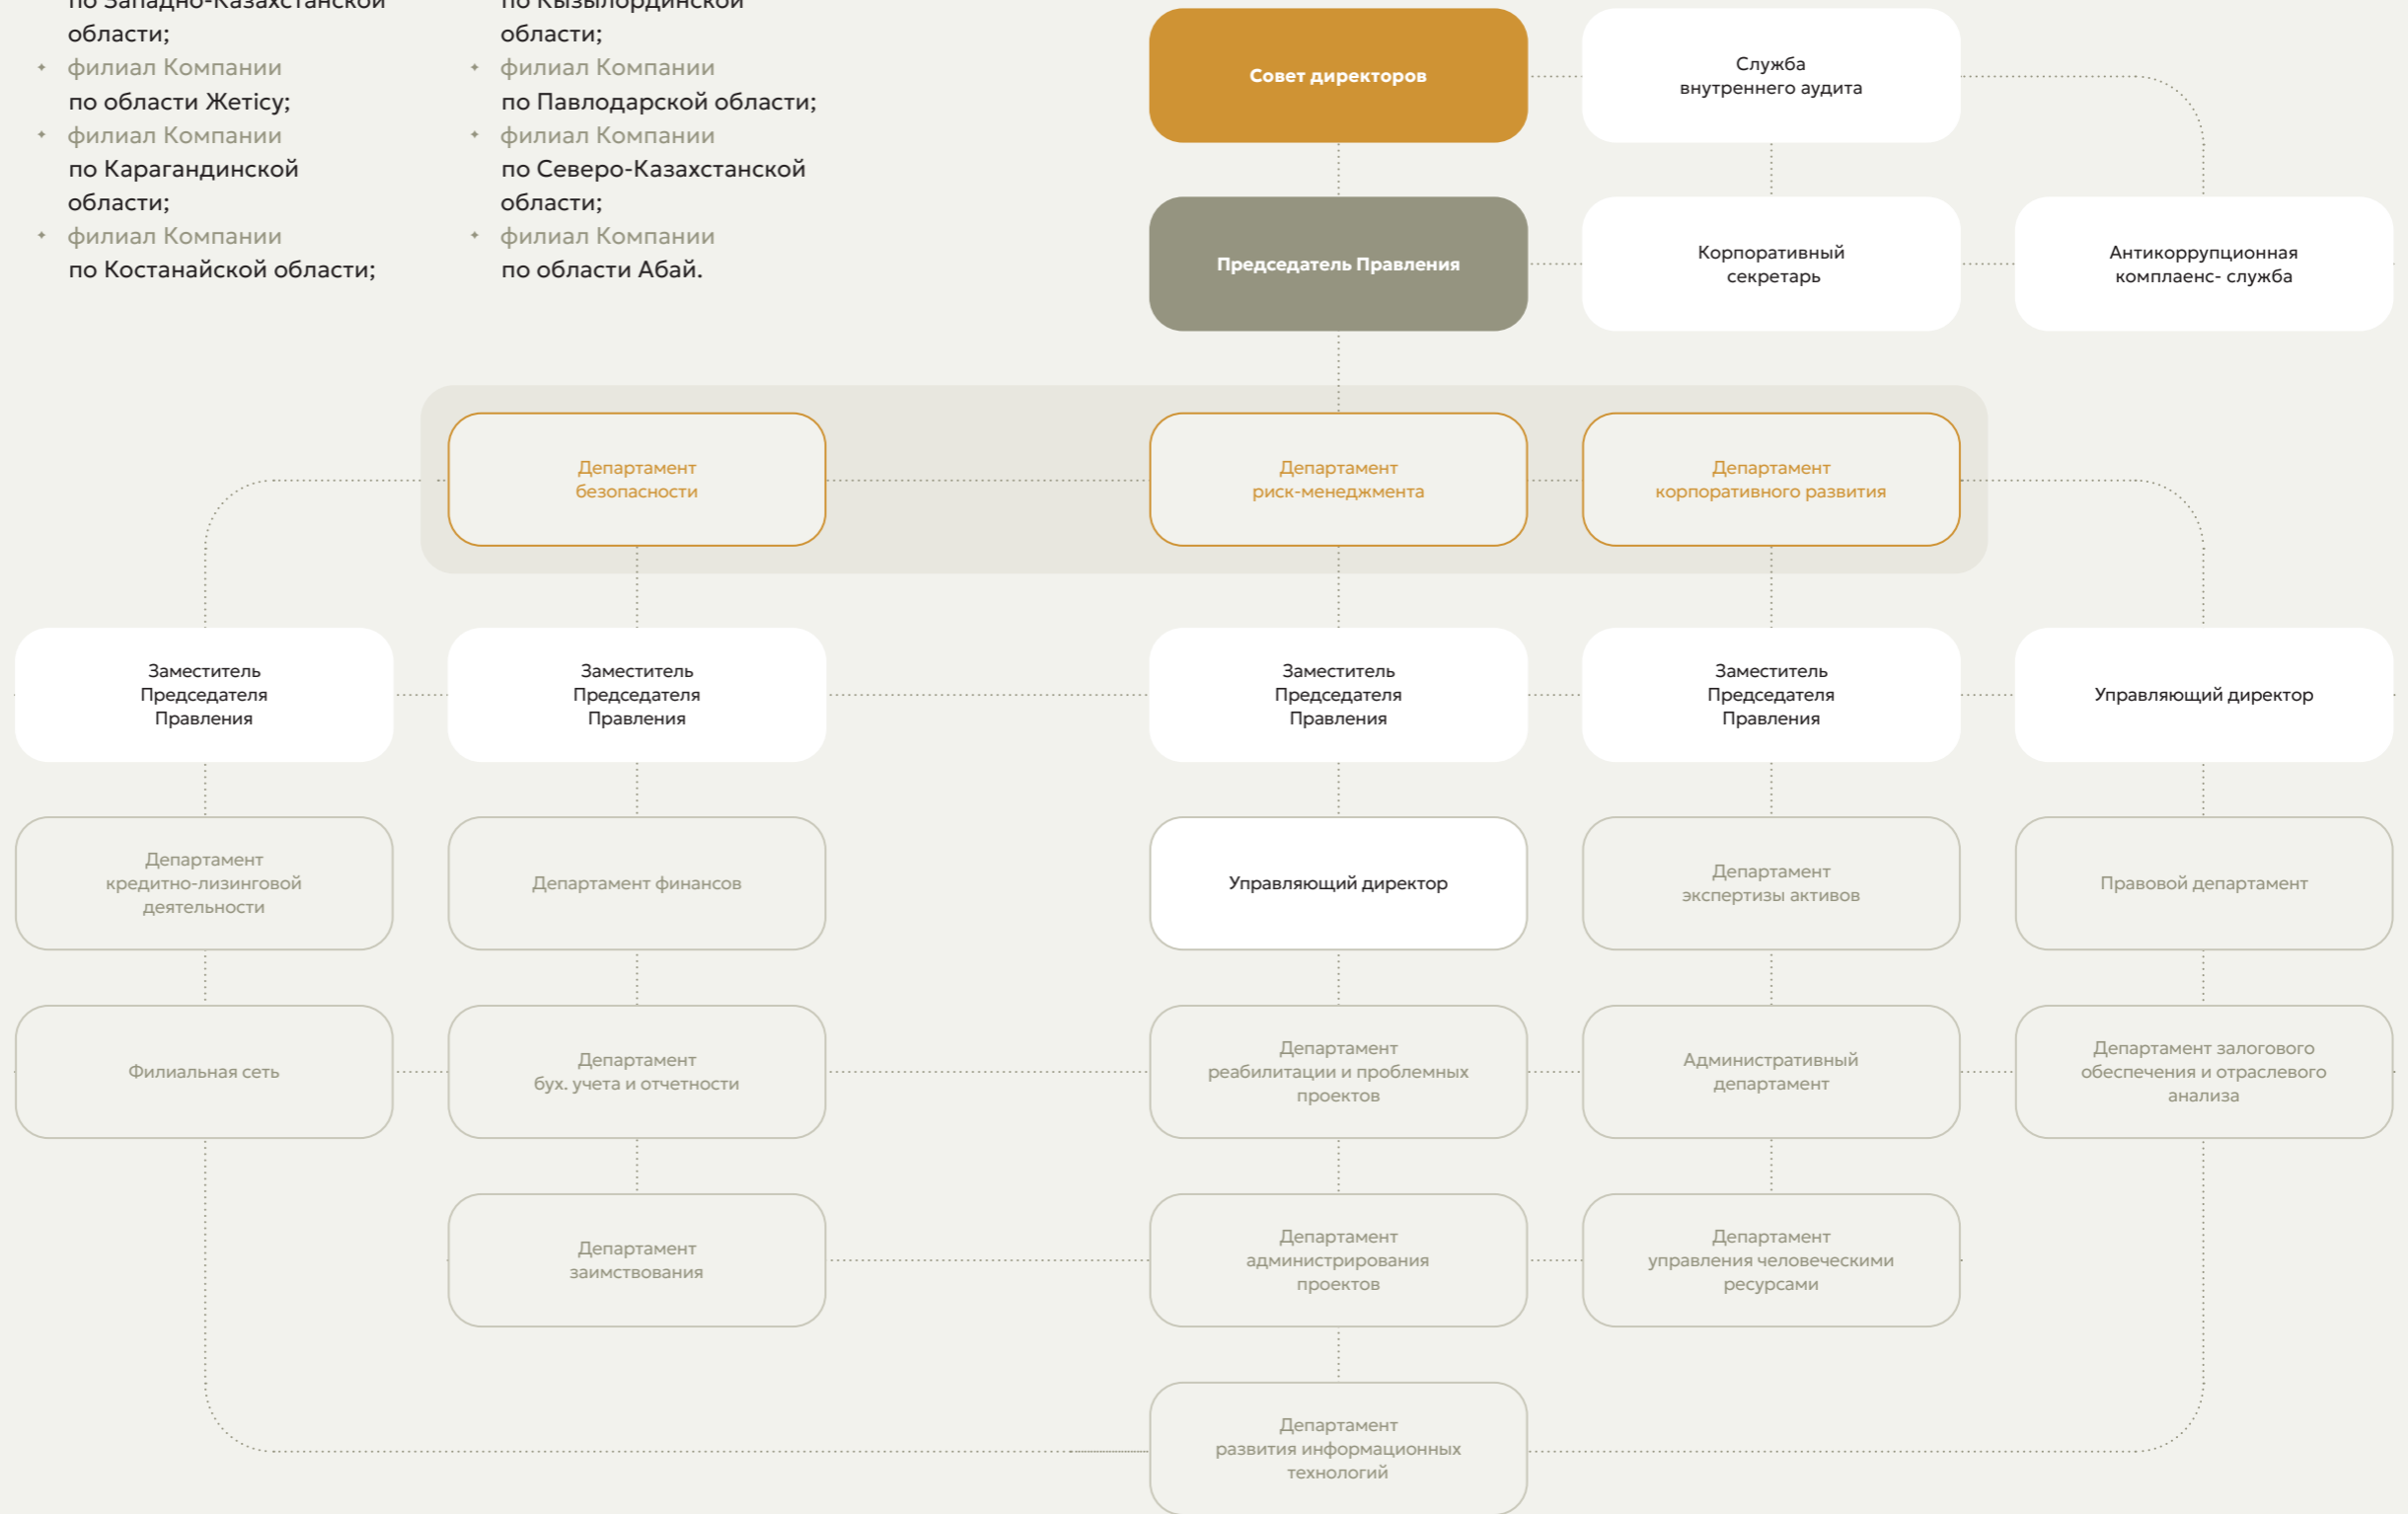 по Западно-Казахстанской
области;
филиал Компании
по области Жетісу;
филиал Компании
по Карагандинской
области;
филиал Компании
по Костанайской области;
по Кызылординской
области;
филиал Компании
по Павлодарской области;
филиал Компании
по Северо-Казахстанской
области;
филиал Компании
по области Абай.
Совет директоров
Служба
внутреннего аудита
Председатель Правления
Корпоративный
секретарь
Антикоррупционная
комплаенс- служба
Департамент
безопасности
Департамент
риск-менеджмента
Департамент
корпоративного развития
Заместитель
Председателя
Правления
Заместитель
Председателя
Правления
Заместитель
Председателя
Правления
Заместитель
Председателя
Правления
Управляющий директор
Департамент
кредитно-лизинговой
деятельности
Департамент финансов
Управляющий директор
Департамент
экспертизы активов
Правовой департамент
Филиальная сеть
Департамент
бух. учета и отчетности
Департамент
реабилитации и проблемных
проектов
Административный
департамент
Департамент залогового
обеспечения и отраслевого
анализа
Департамент
заимствования
Департамент
администрирования
проектов
Департамент
управления человеческими
ресурсами
Департамент
развития информационных
технологий